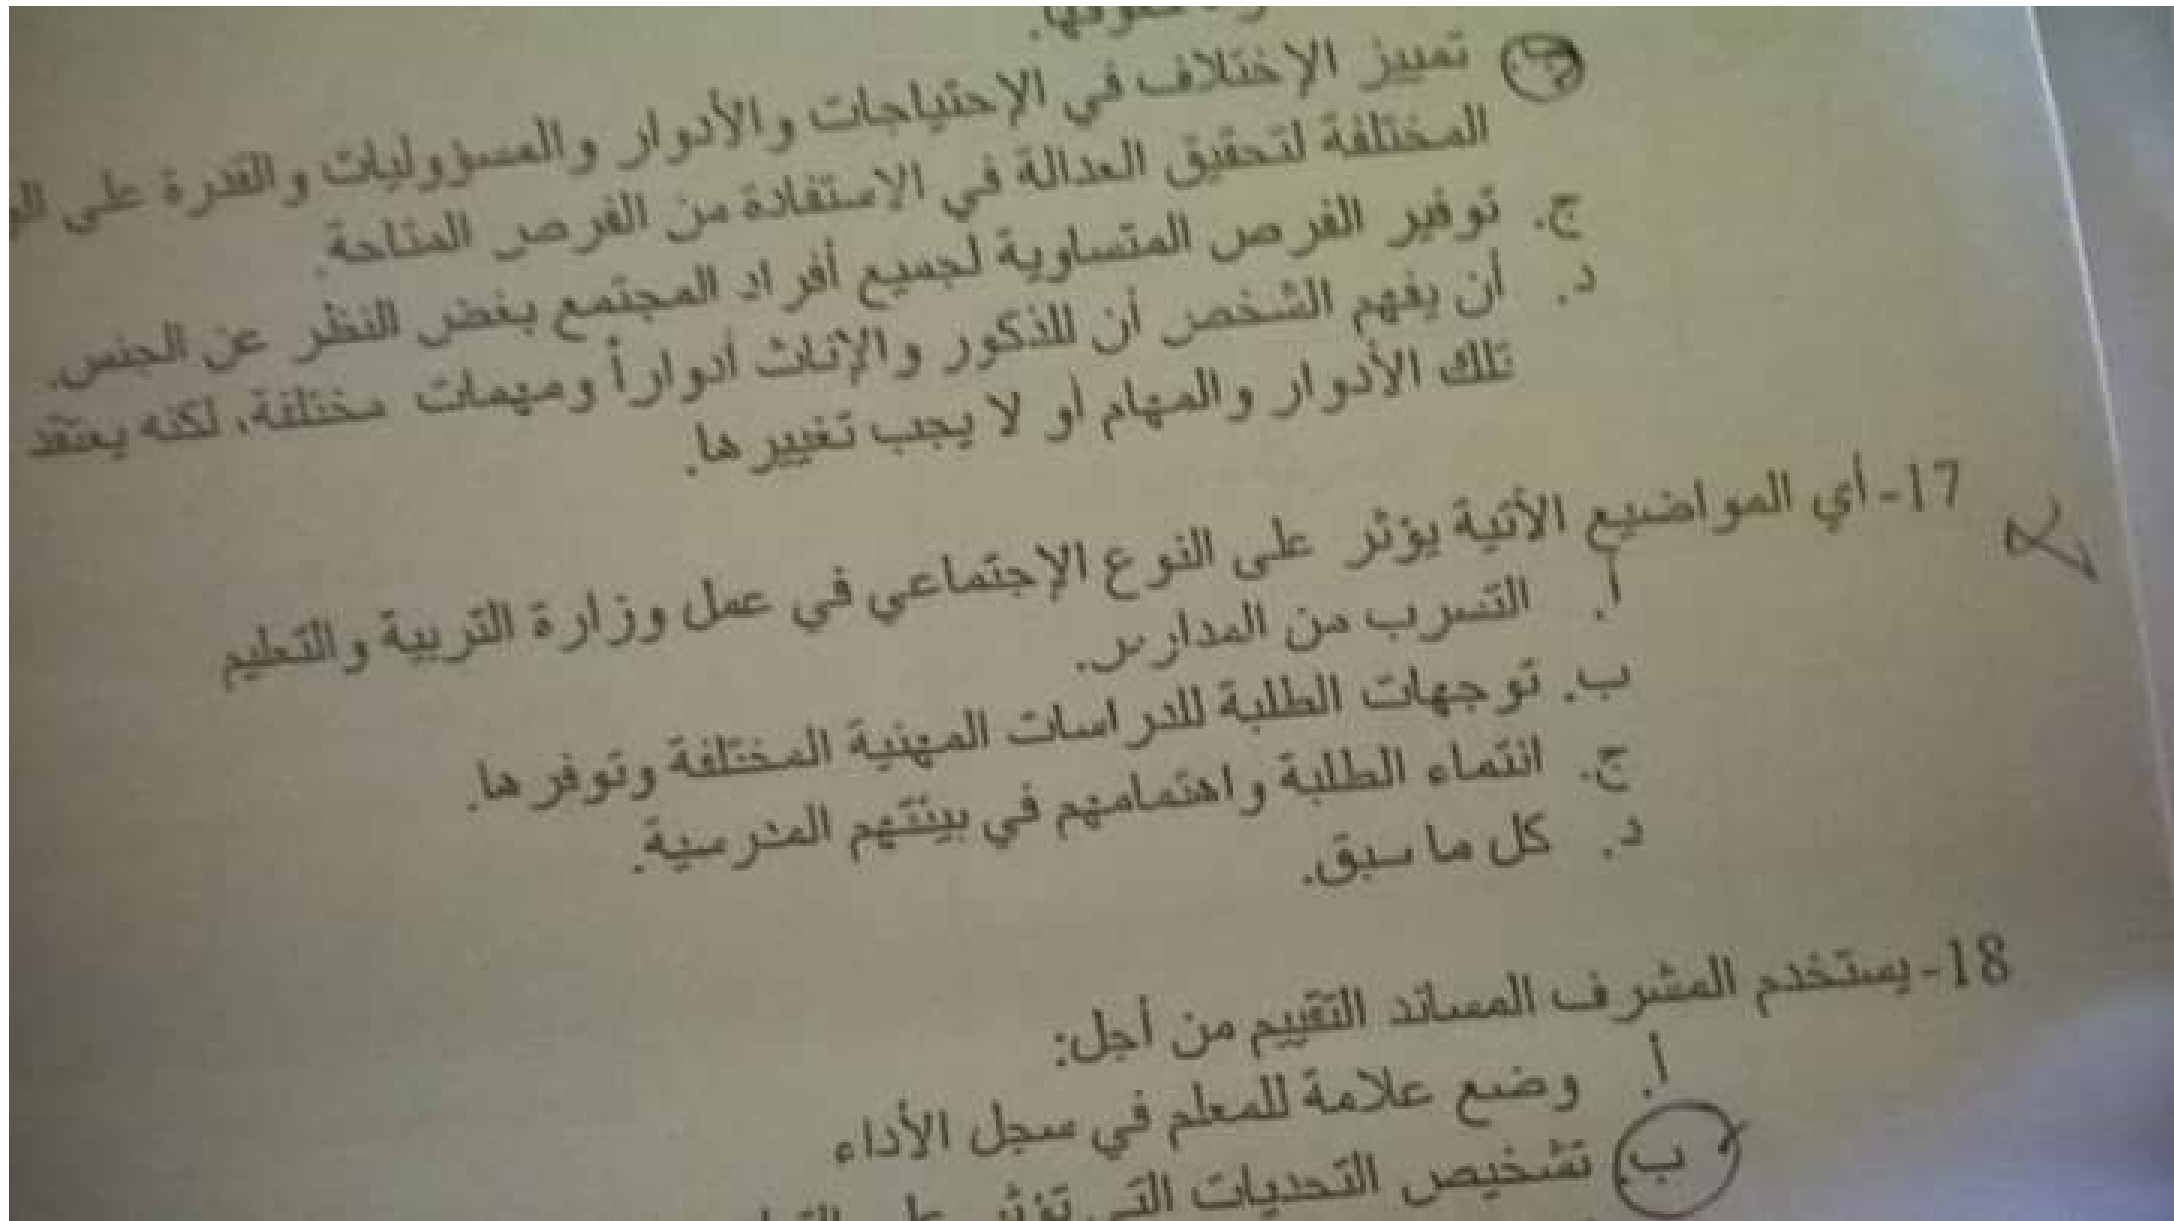 ب. تمييز الإختلاف في الإحتياجات والأدوار والمسؤوليات والقدرة على
المختلفة لتحقيق العدالة في الاستفادة من الفرص المتاحة.
ج. توفير الفرص المتساوية لجميع أفراد المجتمع بغض النظر عن الجنس.
د. أن يفهم الشخص أن للذكور والإناث أدواراً ومهمات مختلفة، لكنه يعتقد
تلك الأدوار والمهام أو لا يجب تغييرها.
17-أي المواضيع الأتية يؤثر على النوع الإجتماعي في عمل وزارة التربية والتعليم
أ. التسرب من المدارس.
ب. توجهات الطلبة للدراسات المهنية المختلفة وتوفرها.
ج. انتماء الطلبة واهتمامهم في بيئتهم المدرسية.
د. كل ما سبق.
18-يستخدم المشرف المساند التقييم من أجل:
أ. وضع علامة للمعلم في سجل الأداء
ب. تشخيص التحديات التي تؤثر على